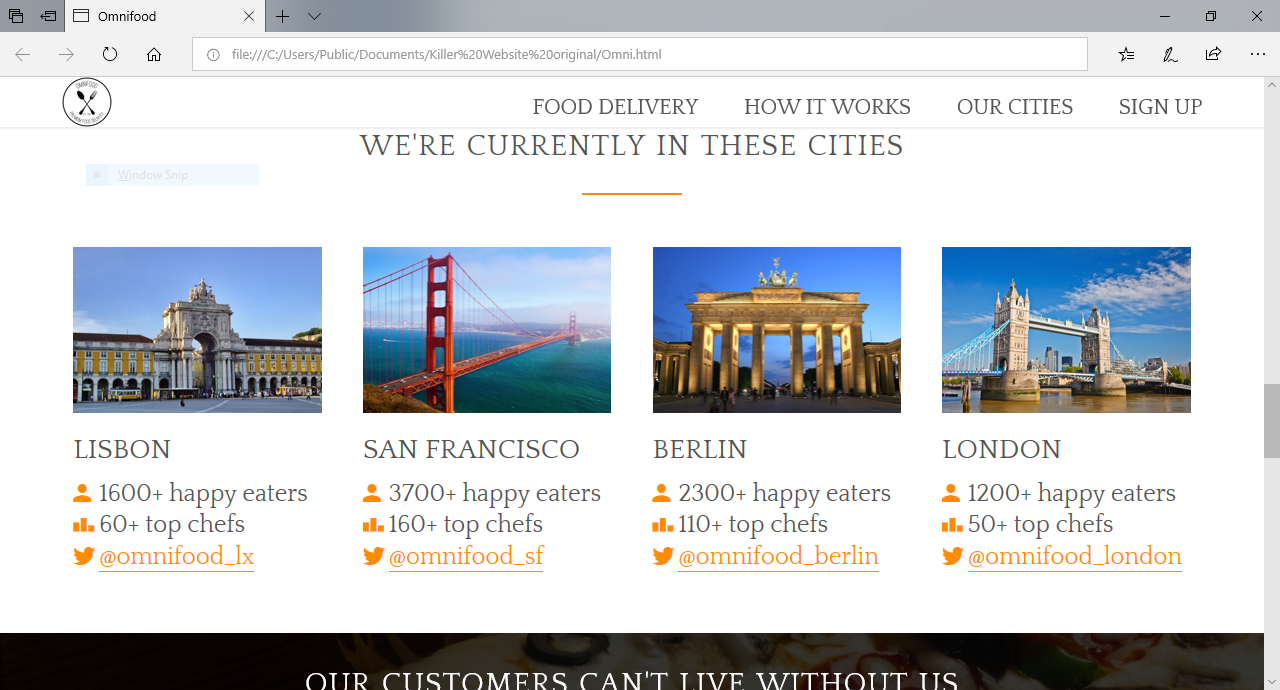 Omnifood
file:///C:/Users/Public/Documents/Killer%20Website%20original/Omni.html
OMNIFOOD
PREMIUM FOOD DELIVERY
FOOD DELIVERY HOW IT WORKS OUR CITIES SIGN UP
WE'RE CURRENTLY IN THESE CITIES
Window Snip
LISBON
1600+ happy eaters
60+ top chefs
@omnifood_lx
SAN FRANCISCO
3700+ happy eaters
160+ top chefs
@omnifood_sf
BERLIN
2300+ happy eaters
110+ top chefs
@omnifood_berlin
LONDON
1200+ happy eaters
50+ top chefs
@omnifood_london
OUR CUSTOMERS CAN'T LIVE WITHOUT US